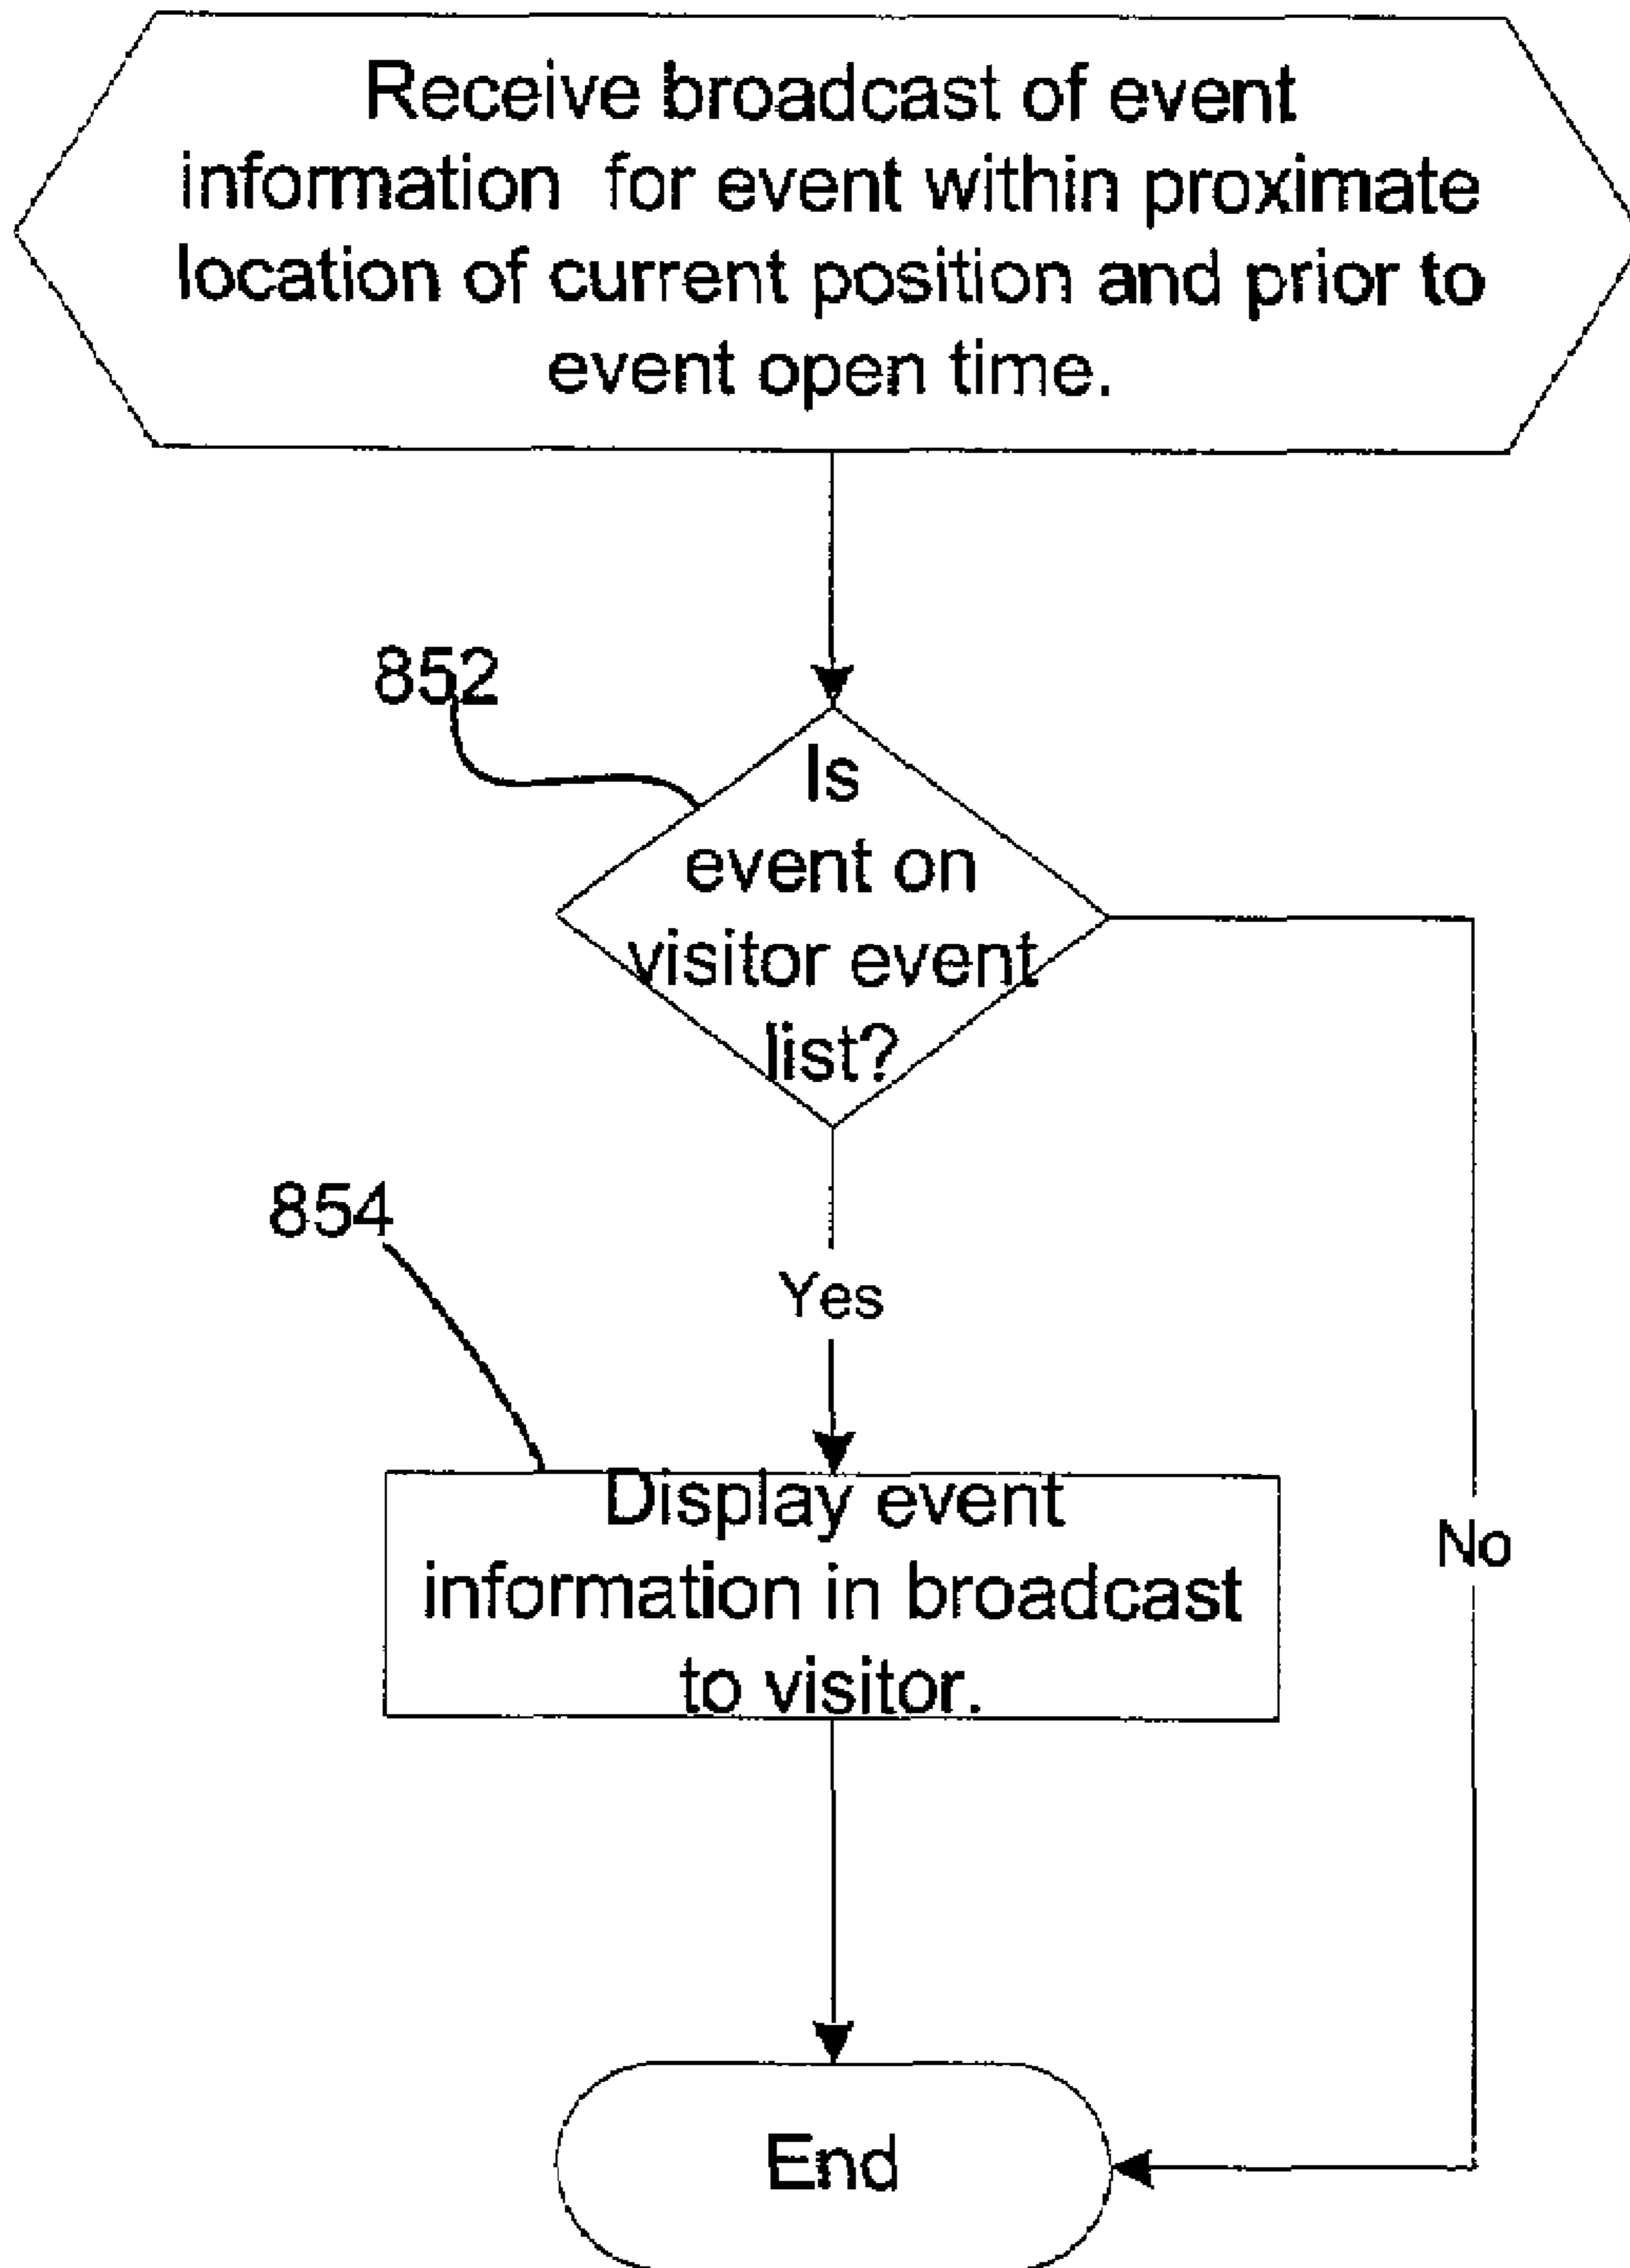 Receive broadcast of event
information for event within proximate
location of current position and prior to
event open time.
852
Is
event on
visitor event
list?
854
Yes
Display event
information in broadcast
to visitor.
No
End